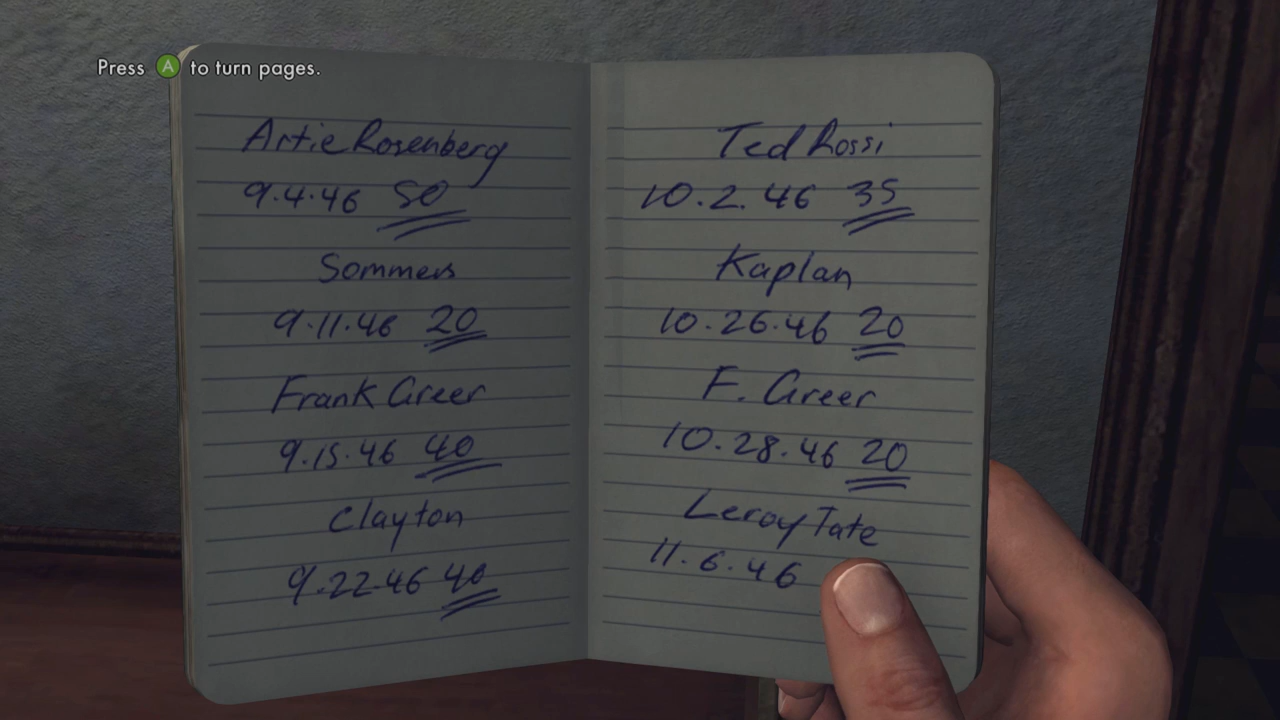 Press A to turn pages.
Artie Rosenberg
9.4.46 50
Sommers
9.11.46 20
Frank Greer
9.15.46 40
Clayton
9.22.46 40
Ted Rossi
10.2.46 35
Kaplan
10.26.46 20
F. Greer
10.28.46 20
Leroy Tate
11.6.46